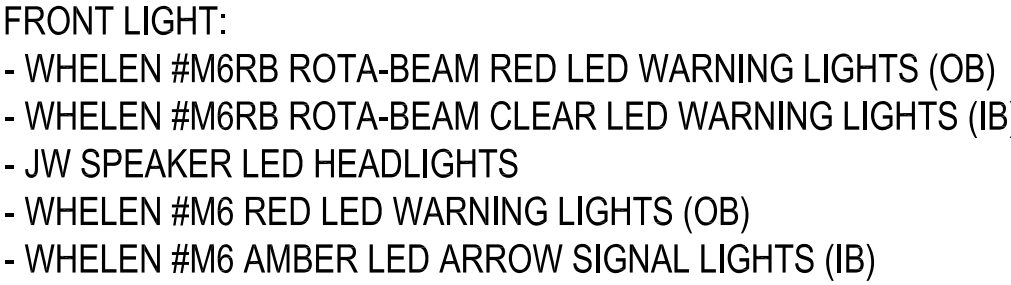 FRONT LIGHT:
- WHELEN #M6RB ROTA-BEAM RED LED WARNING LIGHTS (OB)
- WHELEN #M6RB ROTA-BEAM CLEAR LED WARNING LIGHTS (IB)
- JW SPEAKER LED HEADLIGHTS
- WHELEN #M6 RED LED WARNING LIGHTS (OB)
- WHELEN #M6 AMBER LED ARROW SIGNAL LIGHTS (IB)